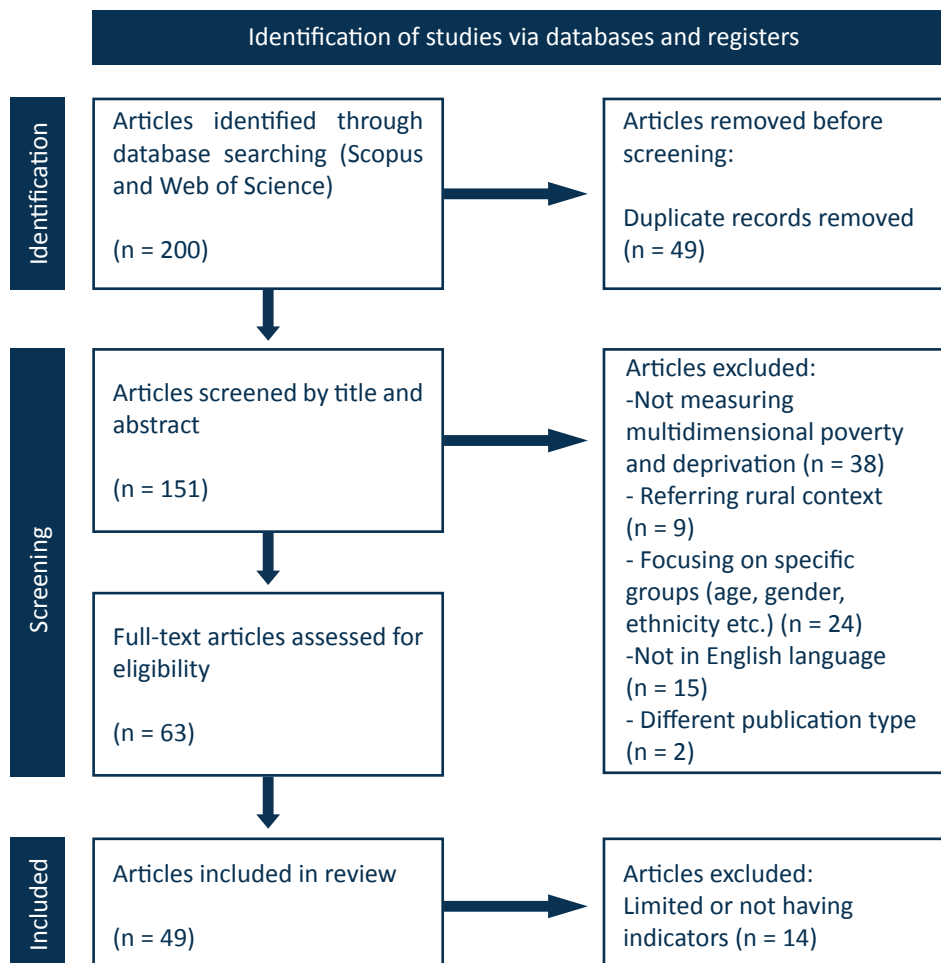 Identification of studies via databases and registers
Identification
Articles identified through
database searching (Scopus
and Web of Science)
(n = 200)
Articles removed before
screening:
Duplicate records removed
(n = 49)
Screening
Articles screened by title and
abstract
(n = 151)
Articles excluded:
-Not measuring
multidimensional poverty
and deprivation (n = 38)
- Referring rural context
(n = 9)
- Focusing on specific
groups (age, gender,
ethnicity etc.) (n = 24)
-Not in English language
(n = 15)
- Different publication type
(n = 2)
Full-text articles assessed for
eligibility
(n = 63)
Included
Articles included in review
(n = 49)
Articles excluded:
Limited or not having
indicators (n = 14)